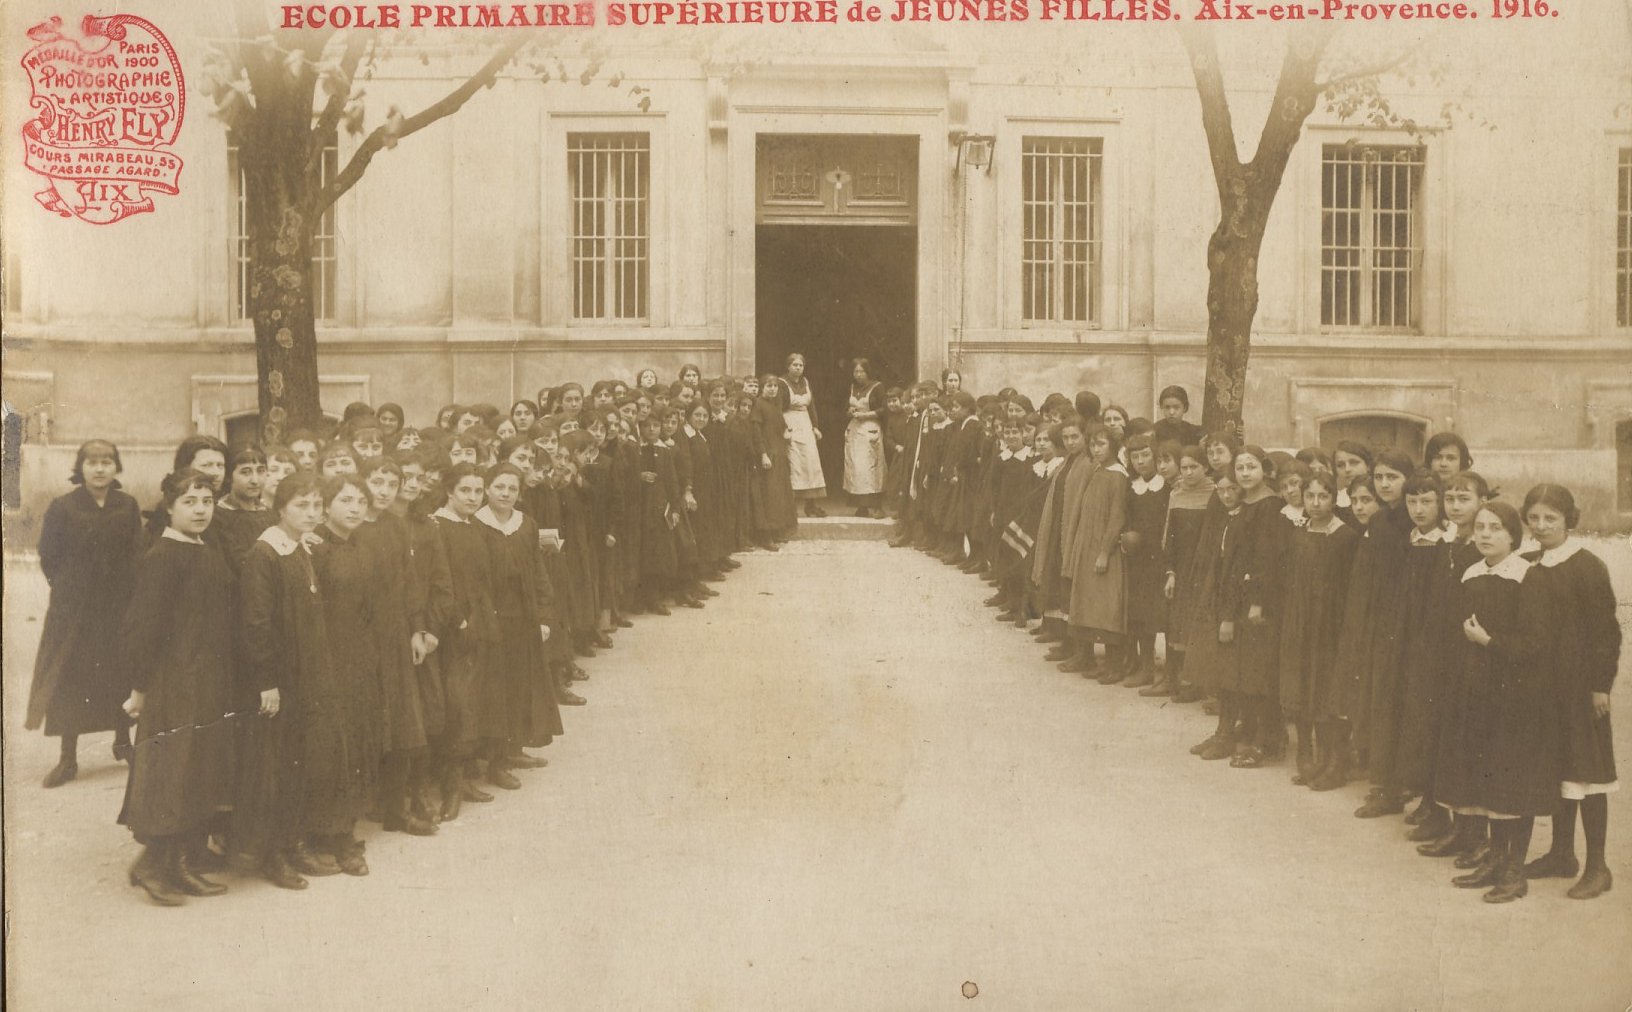 ECOLE PRIMAIRE SUPÉRIEURE de JEUNES FILLES. Aix-en-Provence. 1916.
MÉDAILLE D'OR PARIS 1900
PHOTOGRAPHIE
ARTISTIQUE
HENRY ELY
COURS MIRABEAU.55
PASSAGE AGARD.
AIX